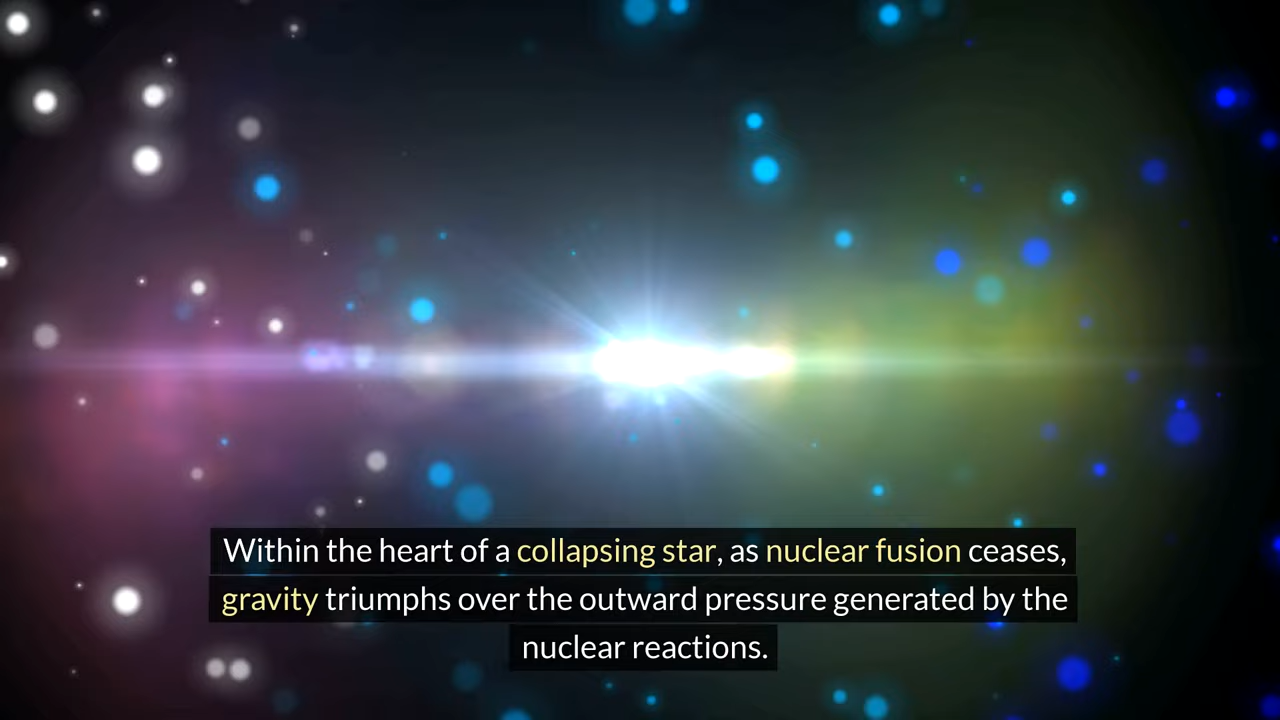 Within the heart of a collapsing star, as nuclear fusion ceases,
gravity triumphs over the outward pressure generated by the
nuclear reactions.